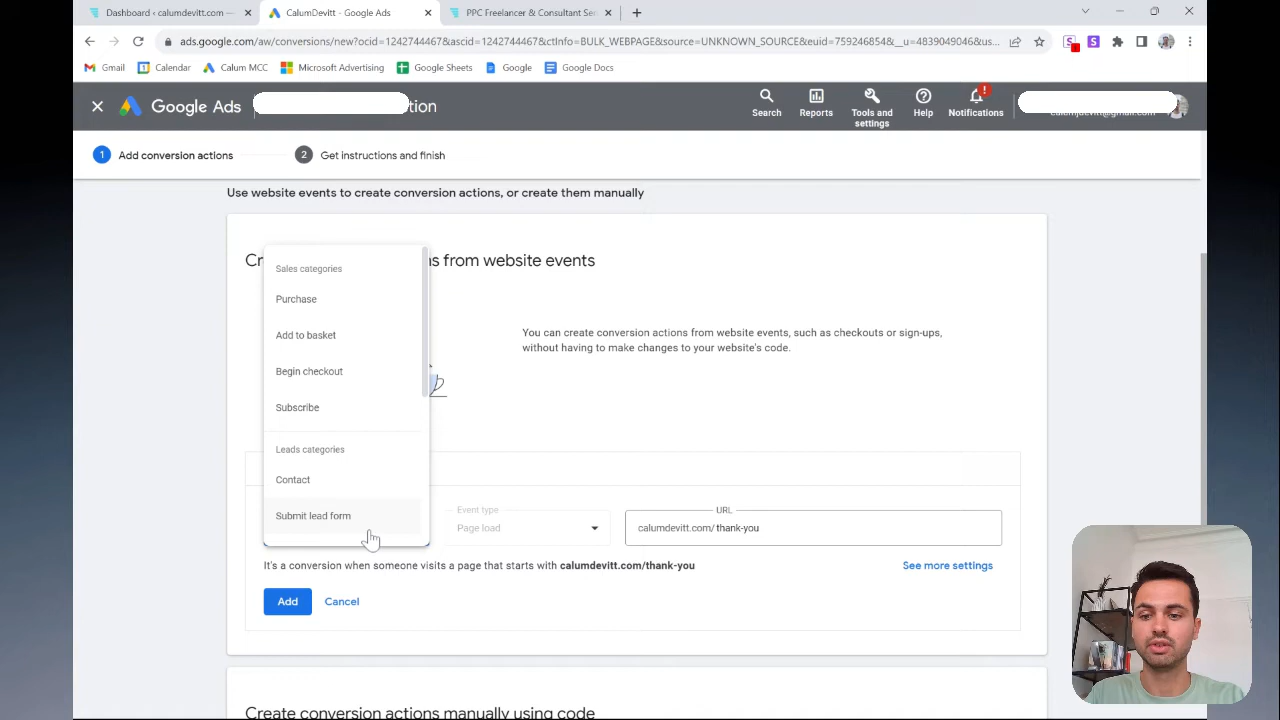 Dashboard ‹ calumdevitt.com —
CalumDevitt - Google Ads
PPC Freelancer & Consultant Ser
ads.google.com/aw/conversions/new?ocid=1242744467&ascid=1242744467&ctInfo=BULK_WEBPAGE&source=UNKNOWN_SOURCE&euid=759246854&__u=4839049046&us...
Gmail
Calendar
Calum MCC
Microsoft Advertising
Google Sheets
Google
Google Docs
Google Ads
tion
Search
Reports
Tools and
settings
Help
Notifications
1 Add conversion actions
2 Get instructions and finish
Use website events to create conversion actions, or create them manually
from website events
You can create conversion actions from website events, such as checkouts or sign-ups,
without having to make changes to your website's code.
Sales categories
Purchase
Add to basket
Begin checkout
Subscribe
Leads categories
Contact
Submit lead form
Event type
Page load
URL
calumdevitt.com/ thank-you
It's a conversion when someone visits a page that starts with calumdevitt.com/thank-you
See more settings
Add
Cancel
Create conversion actions manually using code